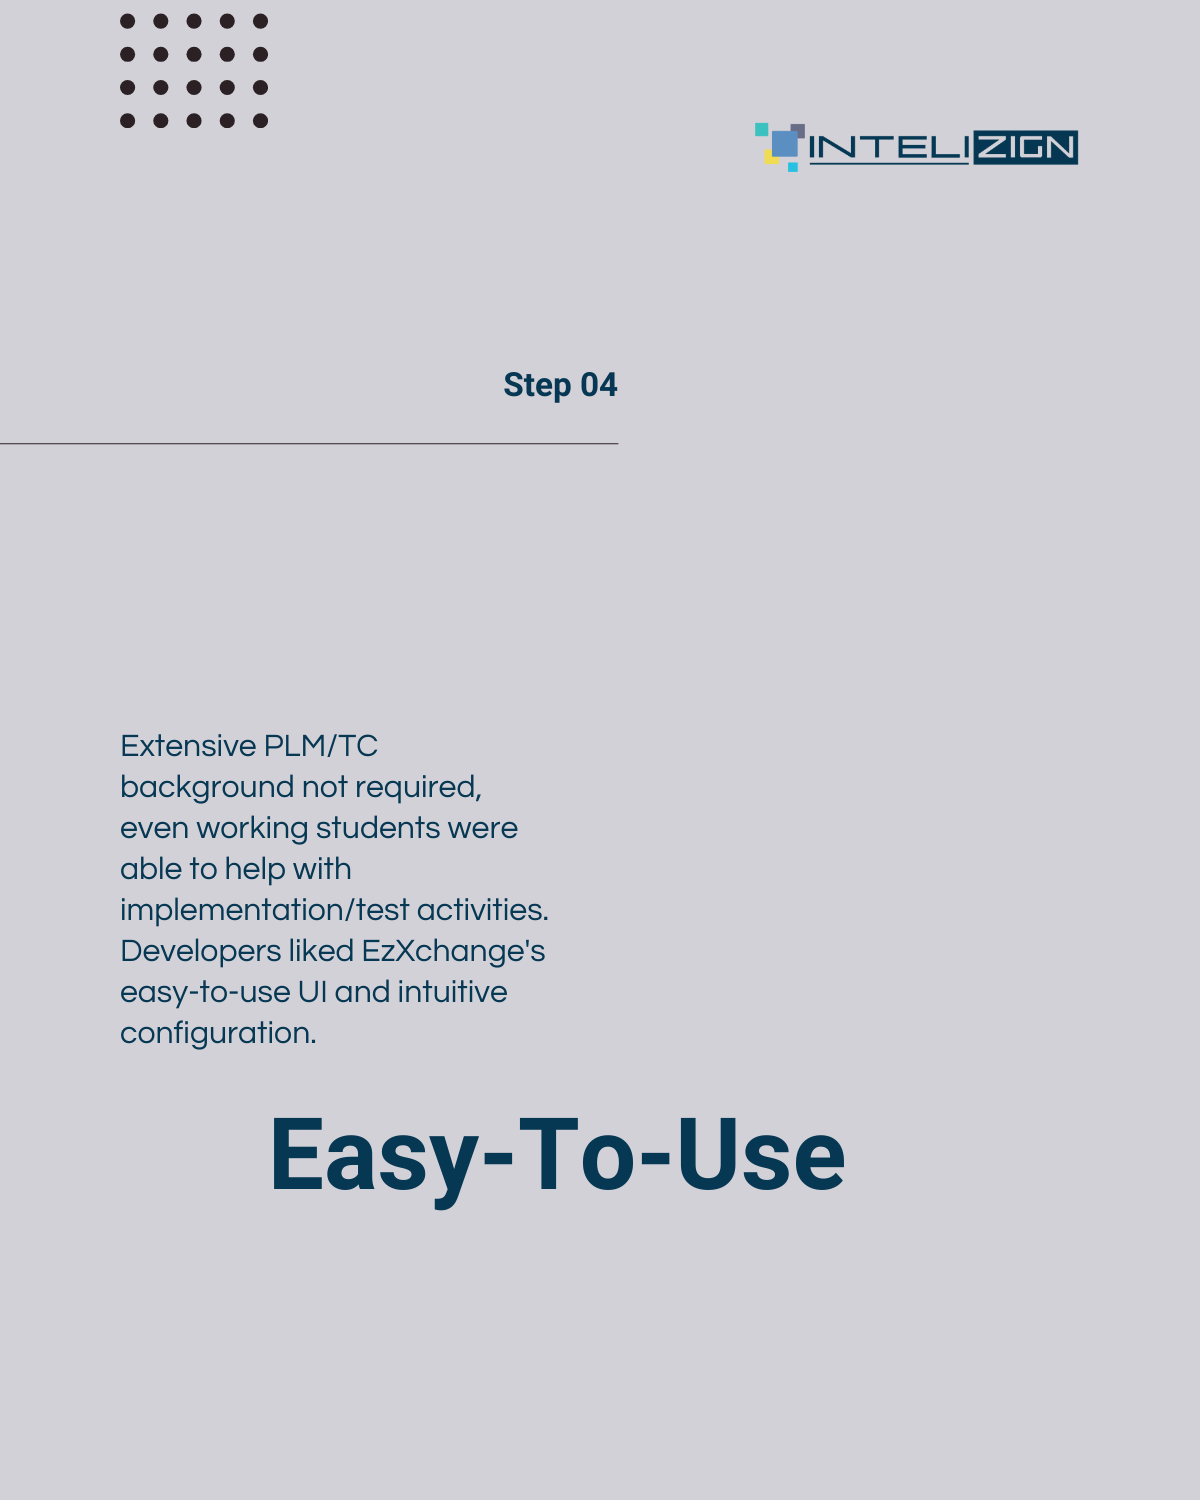 INTELIZIGN
Step 04
Extensive PLM/TC
background not required,
even working students were
able to help with
implementation/test activities.
Developers liked EzXchange's
easy-to-use UI and intuitive
configuration.
Easy-To-Use